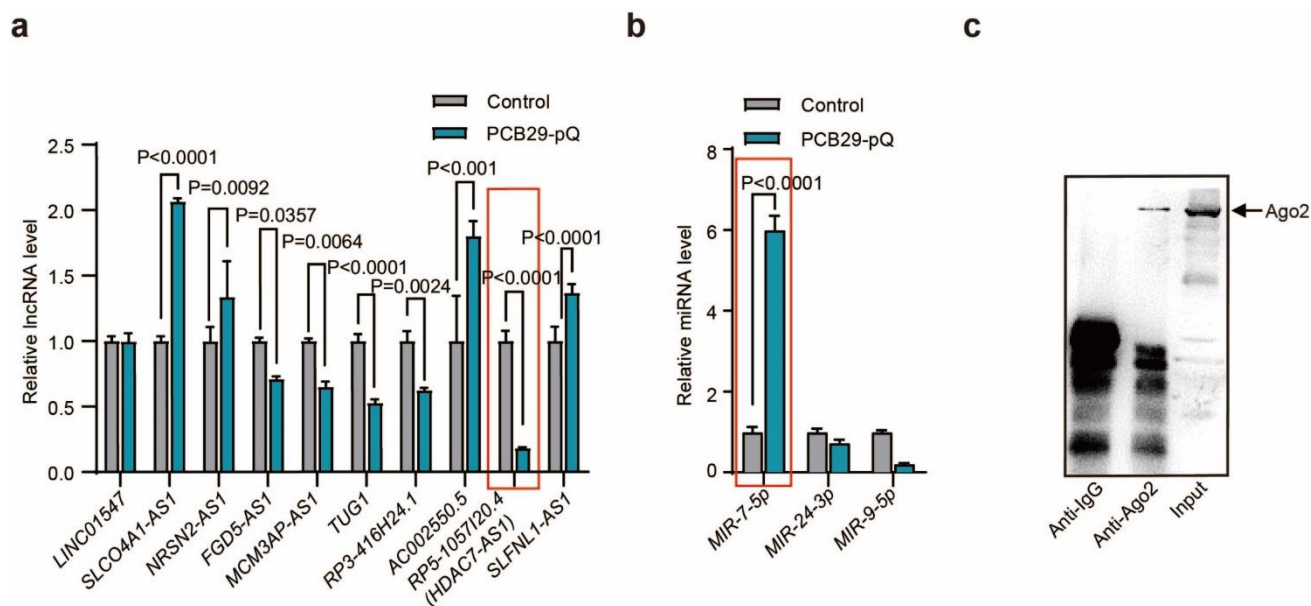 a
Control
PCB29-pQ
Relative lncRNA level
2.5
2.0
1.5
1.0
0.5
0.0
P<0.0001
P=0.0092
P=0.0357
P=0.0064
P<0.0001
P=0.0024
P<0.001
P<0.0001
P<0.0001
LINC01547
SLCO4A1-AS1
NRSN2-AS1
FGD5-AS1
MCM3AP-AS1
TUG1
RP3-416H24.1
AC002550.5
RP5-1057I20.4
(HDAC7-AS1)
SLFNL1-AS1
b
Control
PCB29-pQ
Relative miRNA level
8
6
4
2
0
P<0.0001
MIR-7-5p
MIR-24-3p
MIR-9-5p
c
Ago2
Anti-IgG
Anti-Ago2
Input